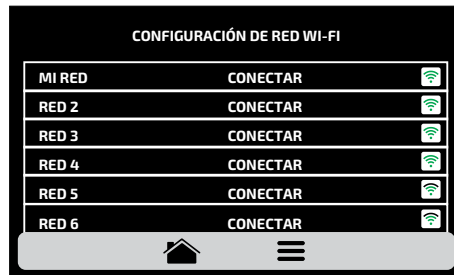 CONFIGURACIÓN DE RED WI-FI
MI RED CONECTAR
RED 2 CONECTAR
RED 3 CONECTAR
RED 4 CONECTAR
RED 5 CONECTAR
RED 6 CONECTAR